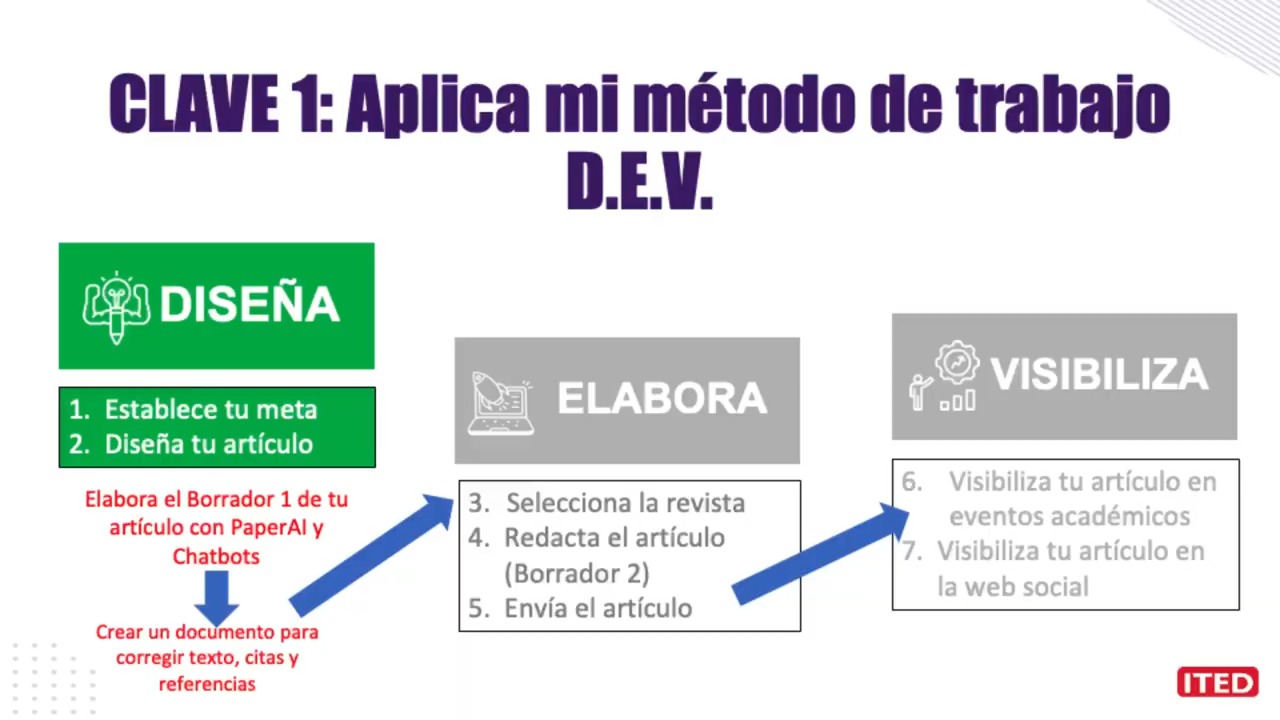 CLAVE 1: Aplica mi método de trabajo
D.E.V.
DISEÑA
1. Establece tu meta
2. Diseña tu artículo
Elabora el Borrador 1 de tu
artículo con PaperAI y
Chatbots
Crear un documento para
corregir texto, citas y
referencias
ELABORA
3. Selecciona la revista
4. Redacta el artículo
(Borrador 2)
5. Envía el artículo
VISIBILIZA
6. Visibiliza tu artículo en
eventos académicos
7. Visibiliza tu artículo en
la web social
ITED